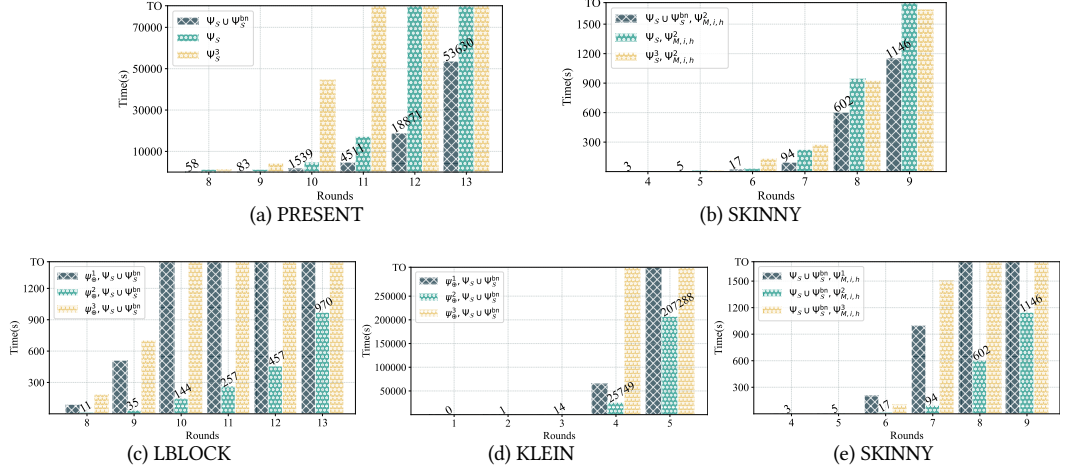 TO
70000
50000
30000
10000
Time(s)
Ψ_S ∪ Ψ_S^bn
Ψ_S
Ψ_S^3
58
83
1539
4511
18871
53630
8 9 10 11 12 13
Rounds
(a) PRESENT
TO
1500
1200
900
600
300
Time(s)
Ψ_S ∪ Ψ_S^bn, Ψ_{M,i,h}^2
Ψ_S, Ψ_{M,i,h}^2
Ψ_S^3, Ψ_{M,i,h}^2
3
5
17
94
602
1146
4 5 6 7 8 9
Rounds
(b) SKINNY
TO
1200
900
600
300
Time(s)
ψ_⊕^1, Ψ_S ∪ Ψ_S^bn
ψ_⊕^2, Ψ_S ∪ Ψ_S^bn
ψ_⊕^3, Ψ_S ∪ Ψ_S^bn
11
35
144
257
457
970
8 9 10 11 12 13
Rounds
(c) LBLOCK
TO
250000
200000
150000
100000
50000
Time(s)
ψ_⊕^1, Ψ_S ∪ Ψ_S^bn
ψ_⊕^2, Ψ_S ∪ Ψ_S^bn
ψ_⊕^3, Ψ_S ∪ Ψ_S^bn
0
1
14
25749
207288
1 2 3 4 5
Rounds
(d) KLEIN
TO
1500
1200
900
600
300
Time(s)
Ψ_S ∪ Ψ_S^bn, Ψ_{M,i,h}^1
Ψ_S ∪ Ψ_S^bn, Ψ_{M,i,h}^2
Ψ_S ∪ Ψ_S^bn, Ψ_{M,i,h}^3
3
5
17
94
602
1146
4 5 6 7 8 9
Rounds
(e) SKINNY